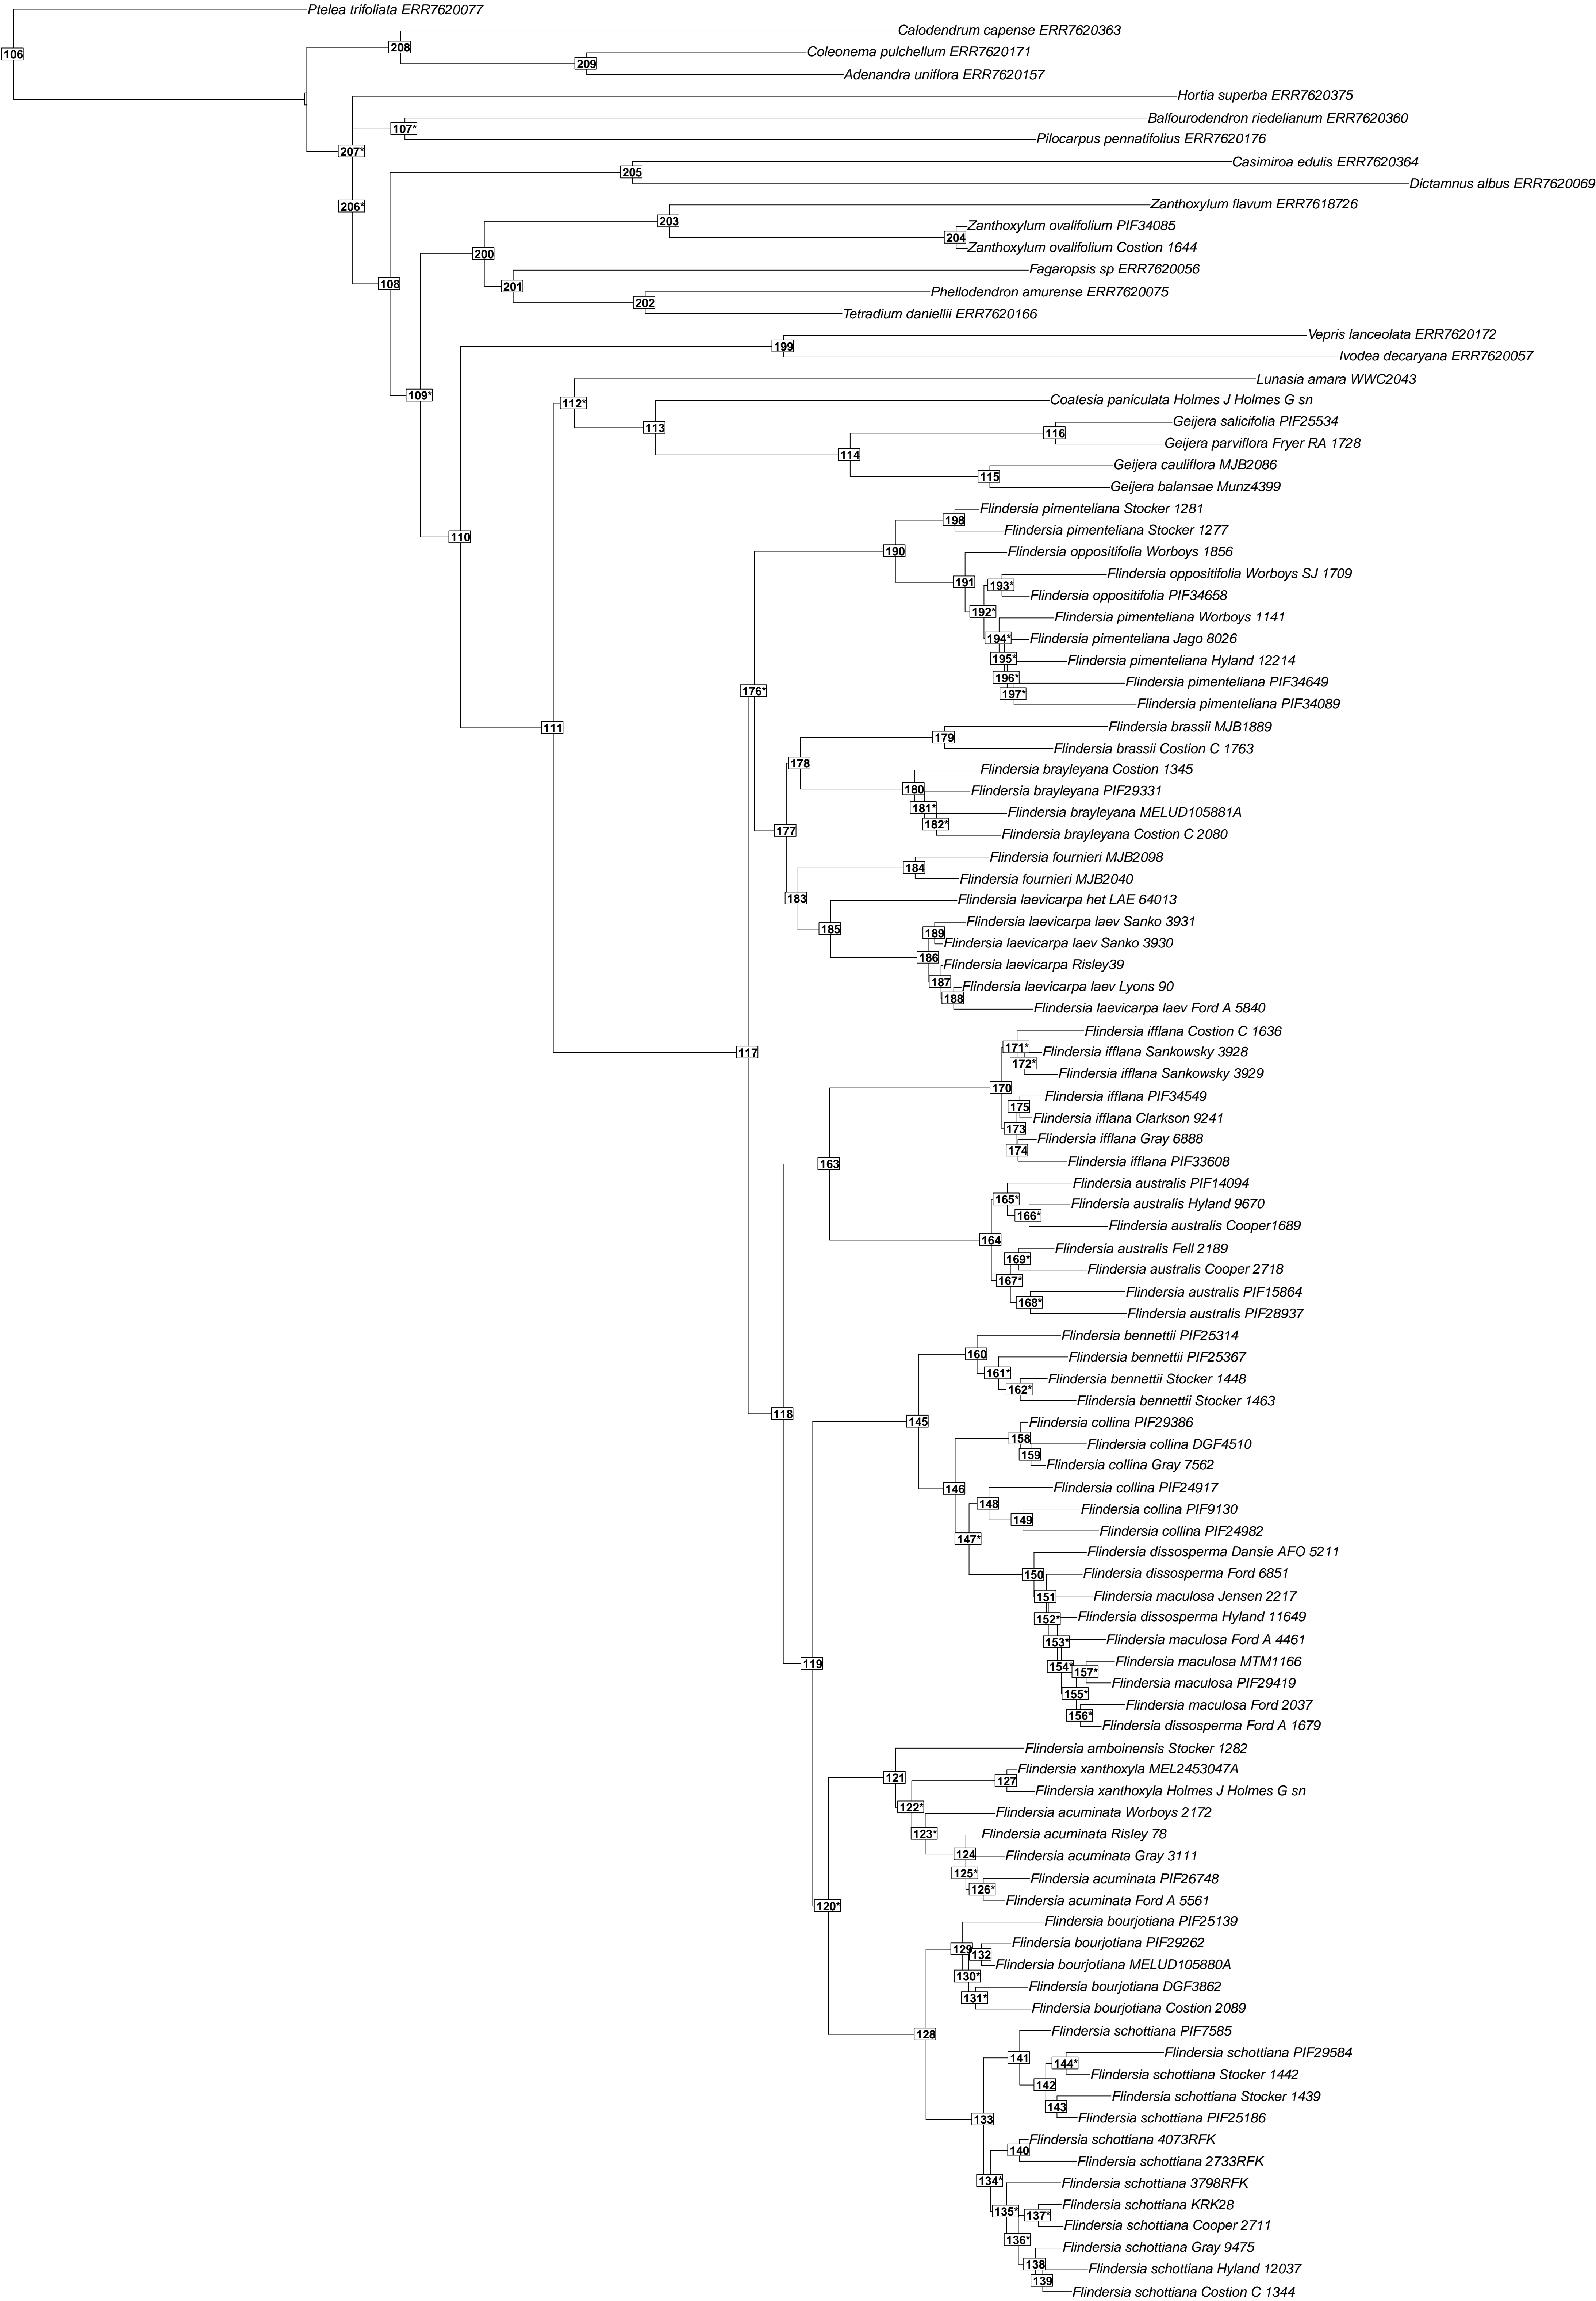 Ptelea trifoliata ERR7620077
Calodendrum capense ERR7620363
106
208
Coleonema pulchellum ERR7620171
209
Adenandra uniflora ERR7620157
Hortia superba ERR7620375
Balfourodendron riedelianum ERR7620360
107*
Pilocarpus pennatifolius ERR7620176
207*
Casimiroa edulis ERR7620364
205
Dictamnus albus ERR7620069
206*
Zanthoxylum flavum ERR7618726
203
Zanthoxylum ovalifolium PIF34085
204
Zanthoxylum ovalifolium Costion 1644
200
Fagaropsis sp ERR7620056
108
201
Phellodendron amurense ERR7620075
202
Tetradium daniellii ERR7620166
Vepris lanceolata ERR7620172
199
Ivodea decaryana ERR7620057
Lunasia amara WWC2043
109*
112*
Coatesia paniculata Holmes J Holmes G sn
Geijera salicifolia PIF25534
113
116
Geijera parviflora Fryer RA 1728
114
Geijera cauliflora MJB2086
115
Geijera balansae Munz4399
Flindersia pimenteliana Stocker 1281
198
Flindersia pimenteliana Stocker 1277
110
190
Flindersia oppositifolia Worboys 1856
Flindersia oppositifolia Worboys SJ 1709
191
193*
Flindersia oppositifolia PIF34658
192*
Flindersia pimenteliana Worboys 1141
194*
Flindersia pimenteliana Jago 8026
195*
Flindersia pimenteliana Hyland 12214
196*
Flindersia pimenteliana PIF34649
176*
197*
Flindersia pimenteliana PIF34089
111
Flindersia brassii MJB1889
179
Flindersia brassii Costion C 1763
178
Flindersia brayleyana Costion 1345
180
Flindersia brayleyana PIF29331
181*
Flindersia brayleyana MELUD105881A
182*
177
Flindersia brayleyana Costion C 2080
Flindersia fournieri MJB2098
184
Flindersia fournieri MJB2040
183
Flindersia laevicarpa het LAE 64013
Flindersia laevicarpa laev Sanko 3931
185
189
Flindersia laevicarpa laev Sanko 3930
186
Flindersia laevicarpa Risley39
187
Flindersia laevicarpa laev Lyons 90
188
Flindersia laevicarpa laev Ford A 5840
Flindersia ifflana Costion C 1636
171*
117
Flindersia ifflana Sankowsky 3928
172*
Flindersia ifflana Sankowsky 3929
170
Flindersia ifflana PIF34549
175
Flindersia ifflana Clarkson 9241
173
Flindersia ifflana Gray 6888
174
163
Flindersia ifflana PIF33608
Flindersia australis PIF14094
165*
Flindersia australis Hyland 9670
166*
Flindersia australis Cooper1689
164
Flindersia australis Fell 2189
169*
Flindersia australis Cooper 2718
167*
Flindersia australis PIF15864
168*
Flindersia australis PIF28937
Flindersia bennettii PIF25314
160
Flindersia bennettii PIF25367
161*
Flindersia bennettii Stocker 1448
162*
Flindersia bennettii Stocker 1463
118
145
Flindersia collina PIF29386
158
Flindersia collina DGF4510
159
Flindersia collina Gray 7562
146
Flindersia collina PIF24917
148
Flindersia collina PIF9130
149
Flindersia collina PIF24982
147*
Flindersia dissosperma Dansie AFO 5211
150
Flindersia dissosperma Ford 6851
151
Flindersia maculosa Jensen 2217
152*
Flindersia dissosperma Hyland 11649
153*
Flindersia maculosa Ford A 4461
119
154*
Flindersia maculosa MTM1166
157*
Flindersia maculosa PIF29419
155*
Flindersia maculosa Ford 2037
156*
Flindersia dissosperma Ford A 1679
Flindersia amboinensis Stocker 1282
121
Flindersia xanthoxyla MEL2453047A
127
Flindersia xanthoxyla Holmes J Holmes G sn
122*
Flindersia acuminata Worboys 2172
123*
Flindersia acuminata Risley 78
124
Flindersia acuminata Gray 3111
125*
Flindersia acuminata PIF26748
126*
Flindersia acuminata Ford A 5561
120*
Flindersia bourjotiana PIF25139
129
Flindersia bourjotiana PIF29262
132
Flindersia bourjotiana MELUD105880A
130*
Flindersia bourjotiana DGF3862
131*
Flindersia bourjotiana Costion 2089
128
Flindersia schottiana PIF7585
141
Flindersia schottiana PIF29584
144*
Flindersia schottiana Stocker 1442
142
Flindersia schottiana Stocker 1439
143
Flindersia schottiana PIF25186
133
Flindersia schottiana 4073RFK
140
Flindersia schottiana 2733RFK
134*
Flindersia schottiana 3798RFK
135*
Flindersia schottiana KRK28
137*
Flindersia schottiana Cooper 2711
136*
Flindersia schottiana Gray 9475
138
Flindersia schottiana Hyland 12037
139
Flindersia schottiana Costion C 1344